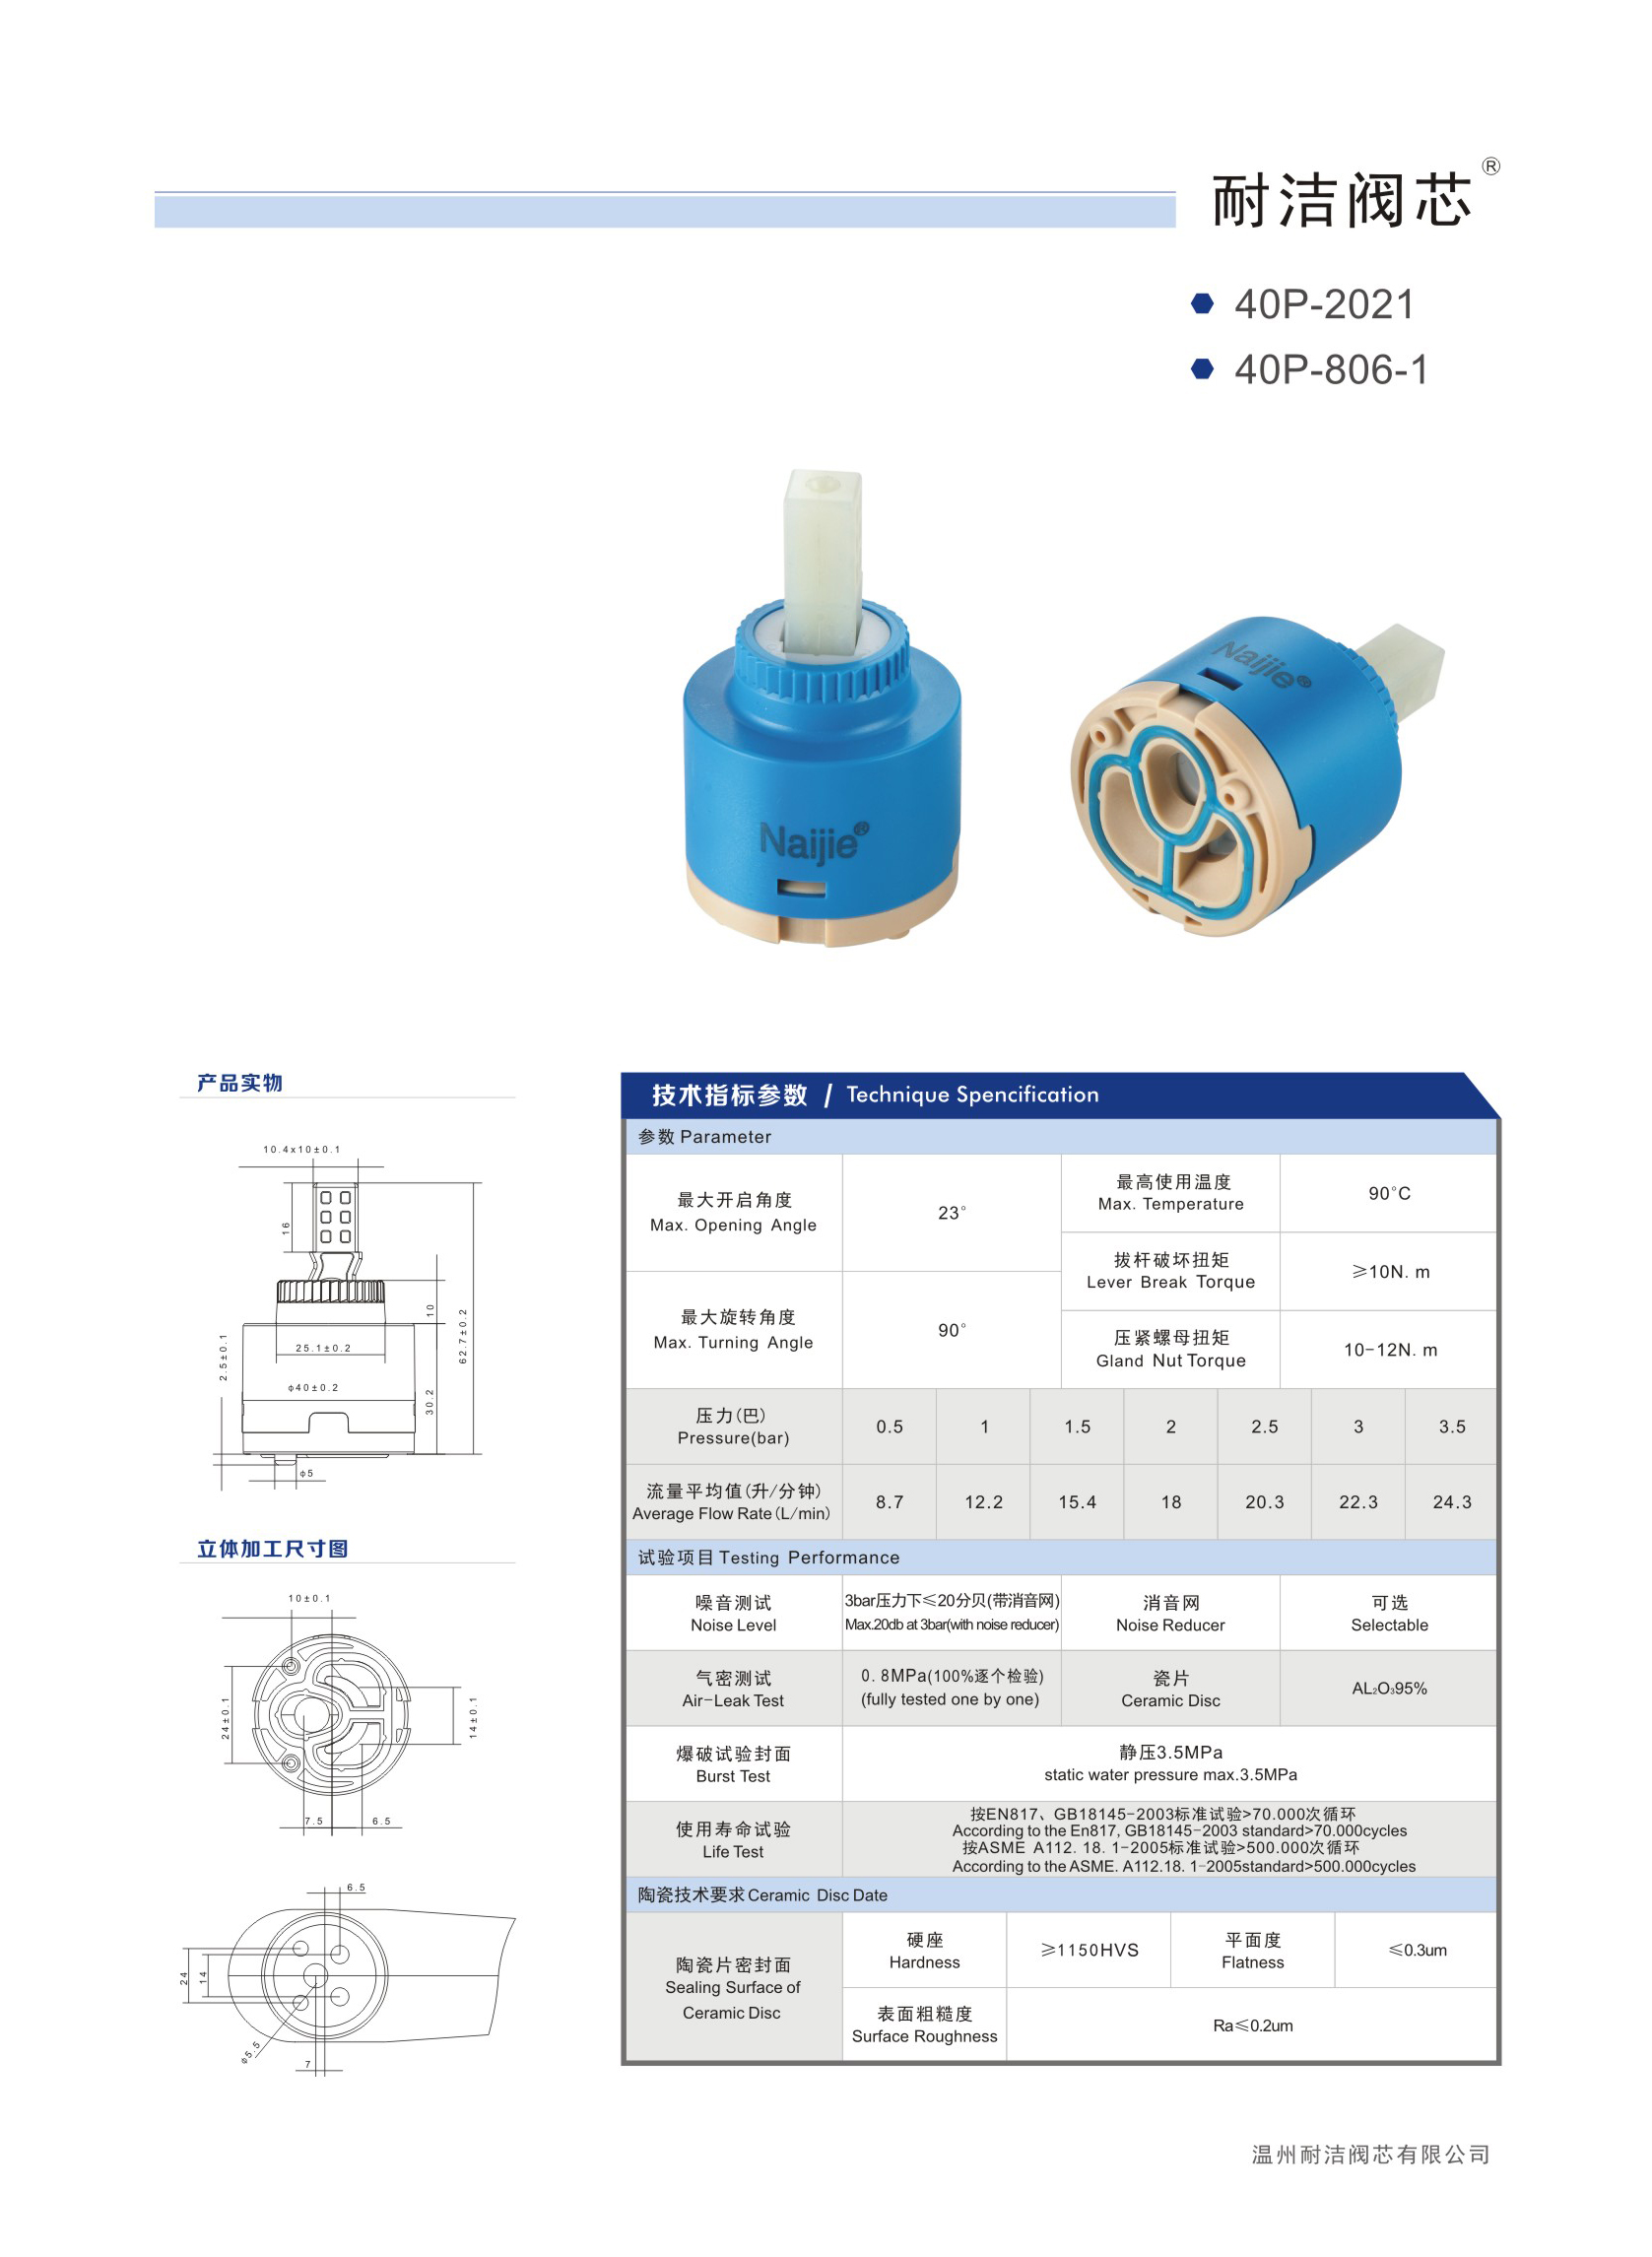 耐洁阀芯®
40P-2021
40P-806-1
Naijie®
Naijie®
产品实物
10.4x10±0.1
16
10
62.7±0.2
2.5±0.1
25.1±0.2
φ40±0.2
30.2
φ5
立体加工尺寸图
10±0.1
24±0.1
14±0.1
7.5
6.5
6.5
24
14
φ5.5
7
技术指标参数 / Technique Spencification
参数 Parameter
最大开启角度
Max. Opening Angle
23°
最高使用温度
Max. Temperature
90°C
拔杆破坏扭矩
Lever Break Torque
≥10N. m
最大旋转角度
Max. Turning Angle
90°
压紧螺母扭矩
Gland Nut Torque
10-12N. m
压力(巴)
Pressure(bar)
0.5 1 1.5 2 2.5 3 3.5
流量平均值(升/分钟)
Average Flow Rate(L/min)
8.7 12.2 15.4 18 20.3 22.3 24.3
试验项目 Testing Performance
噪音测试
Noise Level
3bar压力下≤20分贝(带消音网)
Max.20db at 3bar(with noise reducer)
消音网
Noise Reducer
可选
Selectable
气密测试
Air-Leak Test
0. 8MPa(100%逐个检验)
(fully tested one by one)
瓷片
Ceramic Disc
AL₂O₃95%
爆破试验封面
Burst Test
静压3.5MPa
static water pressure max.3.5MPa
使用寿命试验
Life Test
按EN817、GB18145-2003标准试验>70.000次循环
According to the En817, GB18145-2003 standard>70.000cycles
按ASME A112. 18. 1-2005标准试验>500.000次循环
According to the ASME. A112.18. 1-2005standard>500.000cycles
陶瓷技术要求 Ceramic Disc Date
陶瓷片密封面
Sealing Surface of
Ceramic Disc
硬座
Hardness
≥1150HVS
平面度
Flatness
≤0.3um
表面粗糙度
Surface Roughness
Ra≤0.2um
温州耐洁阀芯有限公司